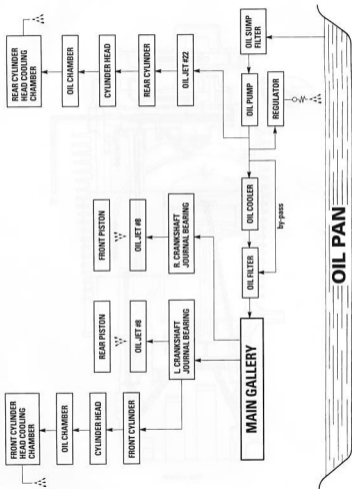 FRONT CYLINDER
HEAD COOLING
CHAMBER
OIL CHAMBER
CYLINDER HEAD
FRONT CYLINDER
REAR PISTON
OIL JET #8
L. CRANKSHAFT
JOURNAL BEARING
FRONT PISTON
OIL JET #8
R. CRANKSHAFT
JOURNAL BEARING
REAR CYLINDER
HEAD COOLING
CHAMBER
OIL CHAMBER
CYLINDER HEAD
REAR CYLINDER
OIL JET #22
MAIN GALLERY
OIL FILTER
OIL COOLER
by-pass
OIL PUMP
REGULATOR
OIL SUMP
FILTER
OIL PAN